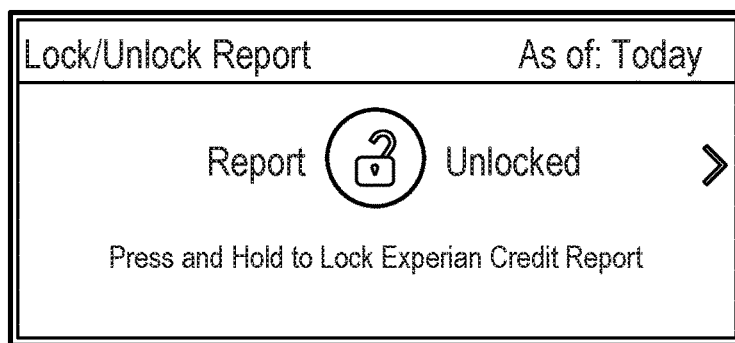 Lock/Unlock Report As of: Today
Report Unlocked
Press and Hold to Lock Experian Credit Report